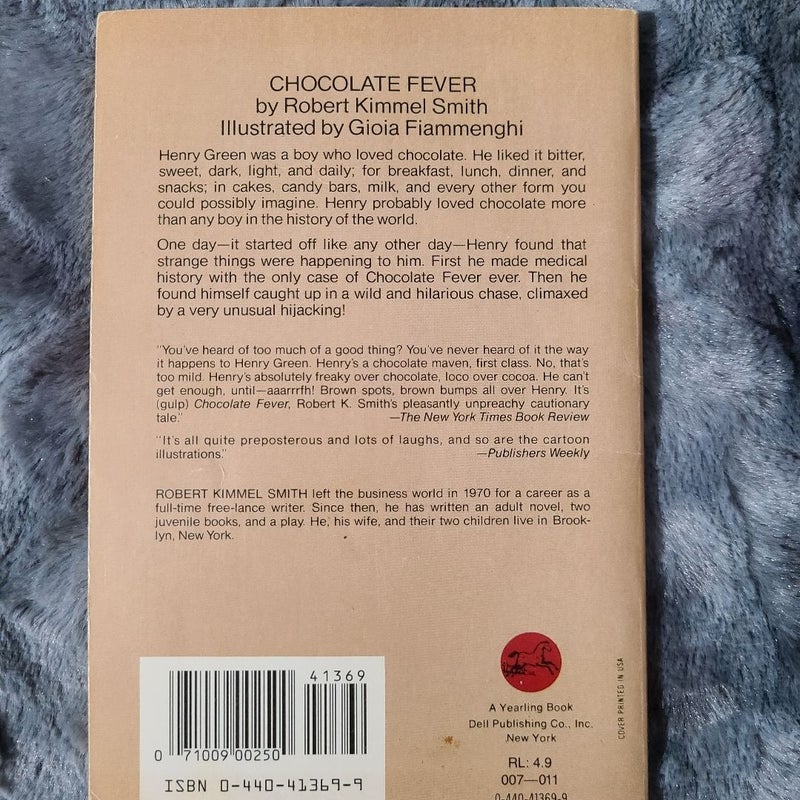 CHOCOLATE FEVER
by Robert Kimmel Smith
Illustrated by Gioia Fiammenghi
Henry Green was a boy who loved chocolate. He liked it bitter,
sweet, dark, light, and daily; for breakfast, lunch, dinner, and
snacks; in cakes, candy bars, milk, and every other form you
could possibly imagine. Henry probably loved chocolate more
than any boy in the history of the world.
One day—it started off like any other day—Henry found that
strange things were happening to him. First he made medical
history with the only case of Chocolate Fever ever. Then he
found himself caught up in a wild and hilarious chase, climaxed
by a very unusual hijacking!
"You've heard of too much of a good thing? You've never heard of it the way
it happens to Henry Green. Henry's a chocolate maven, first class. No, that's
too mild. Henry's absolutely freaky over chocolate, loco over cocoa. He can't
get enough, until—aaarrrfh! Brown spots, brown bumps all over Henry. It's
(gulp) Chocolate Fever, Robert K. Smith's pleasantly unpreachy cautionary
tale." —The New York Times Book Review
"It's all quite preposterous and lots of laughs, and so are the cartoon
illustrations." —Publishers Weekly
ROBERT KIMMEL SMITH left the business world in 1970 for a career as a
full-time free-lance writer. Since then, he has written an adult novel, two
juvenile books, and a play. He, his wife, and their two children live in Brook-
lyn, New York.
41369
0 71009 00250
ISBN 0-440-41369-9
A Yearling Book
Dell Publishing Co., Inc.
New York
RL: 4.9
007—011
0-440-41369-9
COVER PRINTED IN USA